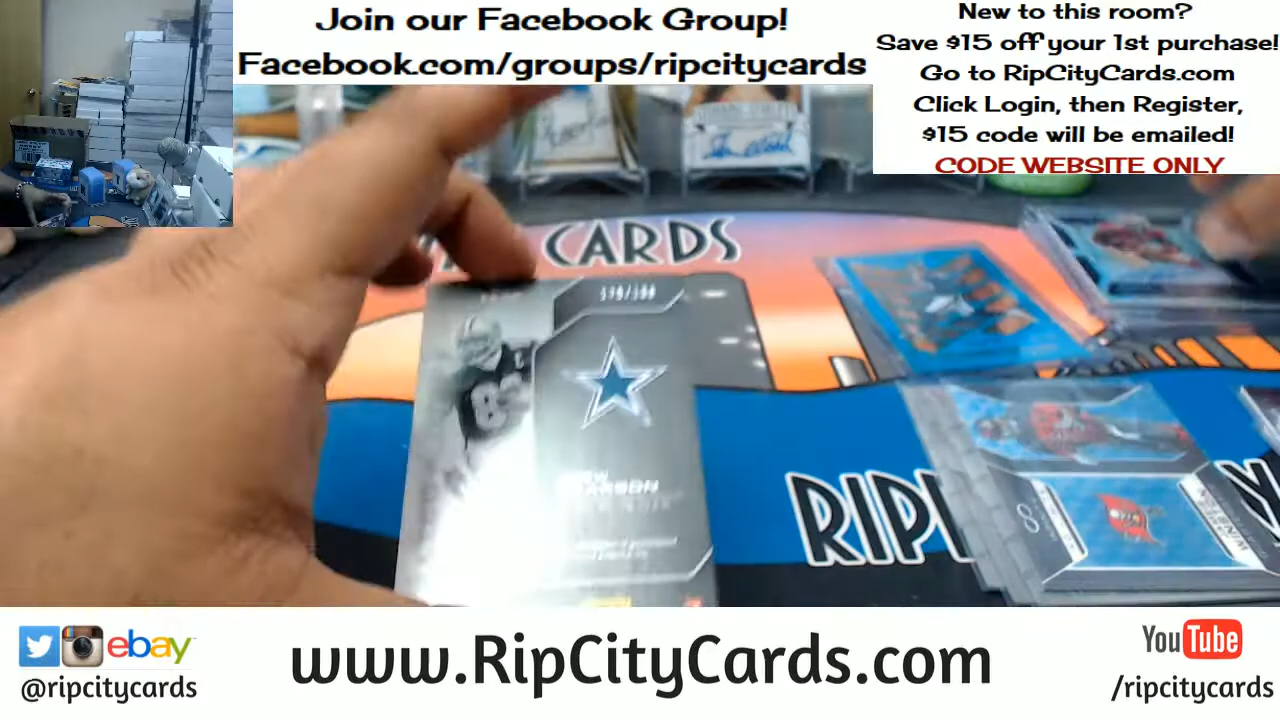 Join our Facebook Group!
Facebook.com/groups/ripcitycards
New to this room?
Save $15 off your 1st purchase!
Go to RipCityCards.com
Click Login, then Register,
$15 code will be emailed!
CODE WEBSITE ONLY
CARDS
WINSTON
RIP
Y
ebay
@ripcitycards
www.RipCityCards.com
YouTube
/ripcitycards